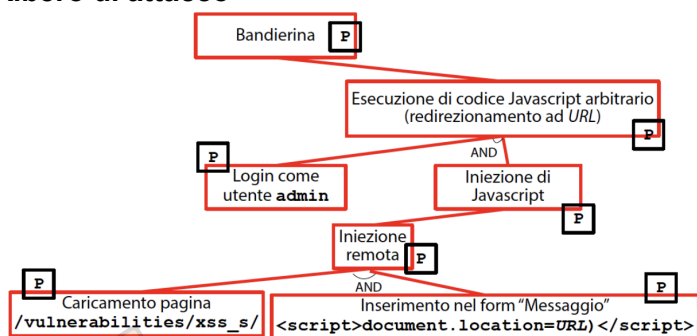 Albero di attacco
Bandierina P
Esecuzione di codice Javascript arbitrario
(redirezionamento ad URL)
P
P
AND
Login come
utente admin
Iniezione di
Javascript
P
Iniezione
remota
P
P
AND
P
Caricamento pagina
/vulnerabilities/xss_s/
Inserimento nel form "Messaggio"
<script>document.location=URL)</script>